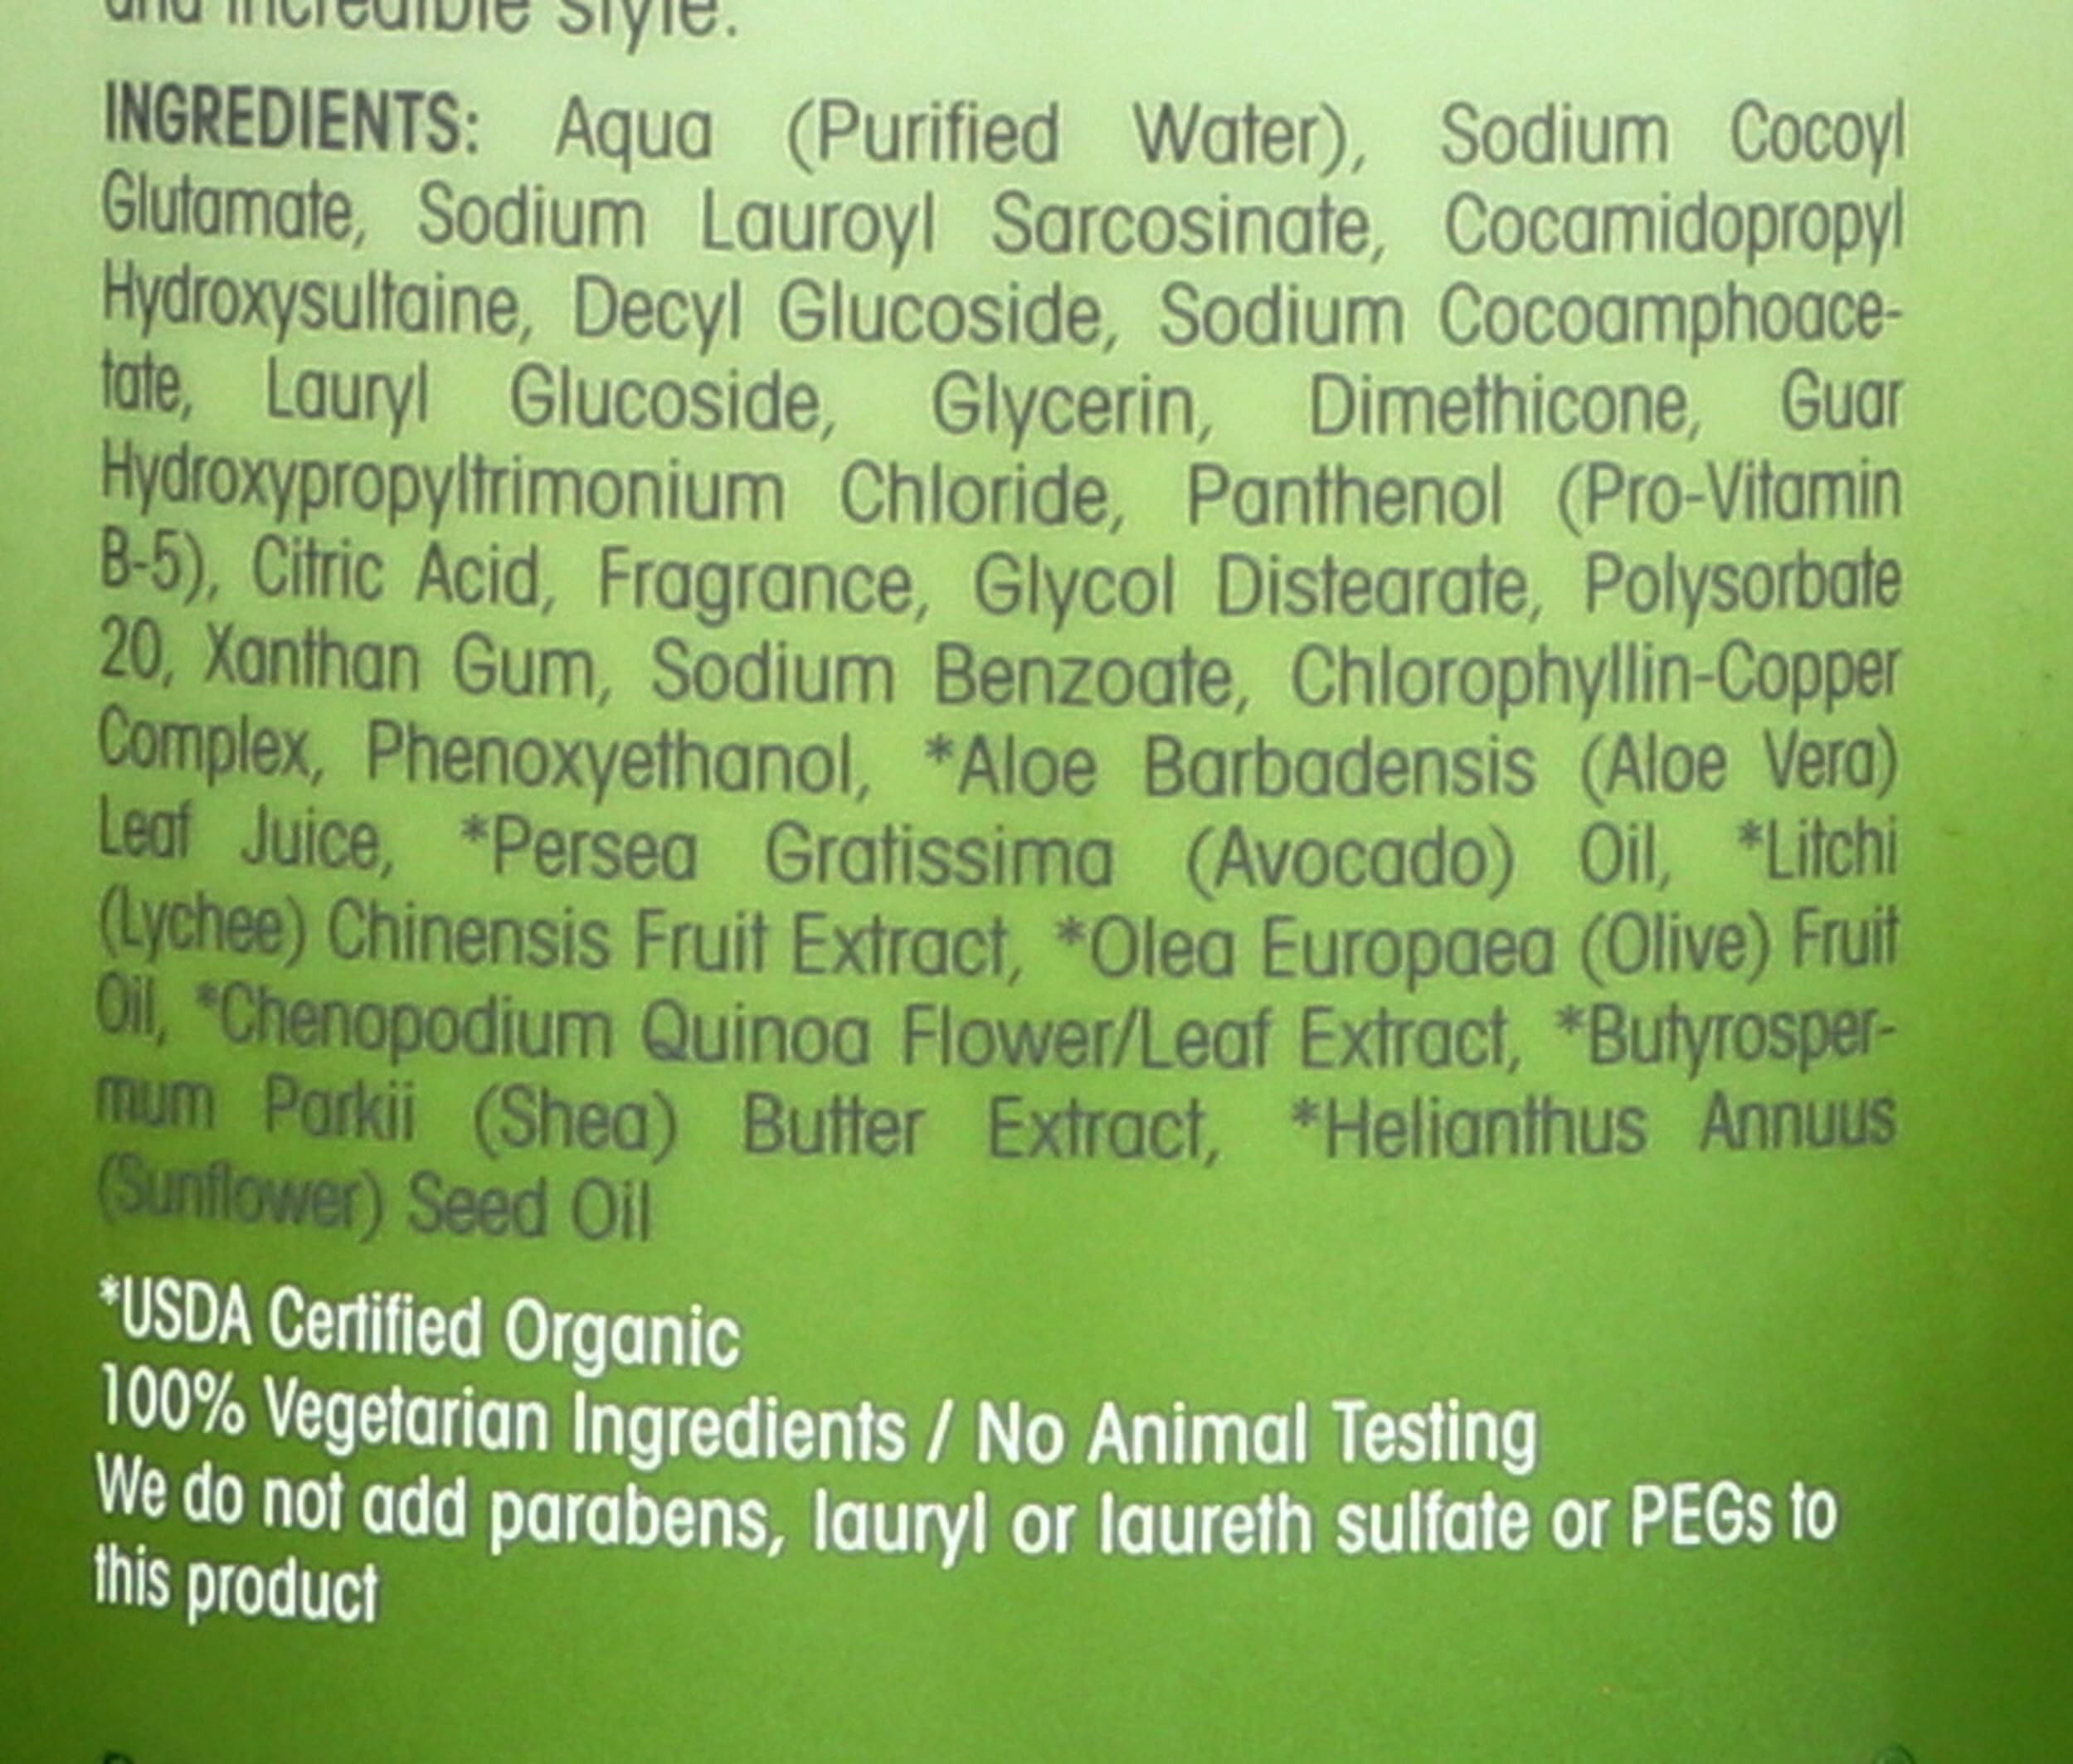 and incredible style.
INGREDIENTS: Aqua (Purified Water), Sodium Cocoyl
Glutamate, Sodium Lauroyl Sarcosinate, Cocamidopropyl
Hydroxysultaine, Decyl Glucoside, Sodium Cocoamphoace-
tate, Lauryl Glucoside, Glycerin, Dimethicone, Guar
Hydroxypropyltrimonium Chloride, Panthenol (Pro-Vitamin
B-5), Citric Acid, Fragrance, Glycol Distearate, Polysorbate
20, Xanthan Gum, Sodium Benzoate, Chlorophyllin-Copper
Complex, Phenoxyethanol, *Aloe Barbadensis (Aloe Vera)
Leaf Juice, *Persea Gratissima (Avocado) Oil, *Litchi
(Lychee) Chinensis Fruit Extract, *Olea Europaea (Olive) Fruit
Oil, *Chenopodium Quinoa Flower/Leaf Extract, *Butyrosper-
mum Parkii (Shea) Butter Extract, *Helianthus Annuus
(Sunflower) Seed Oil
*USDA Certified Organic
100% Vegetarian Ingredients / No Animal Testing
We do not add parabens, lauryl or laureth sulfate or PEGs to
this product